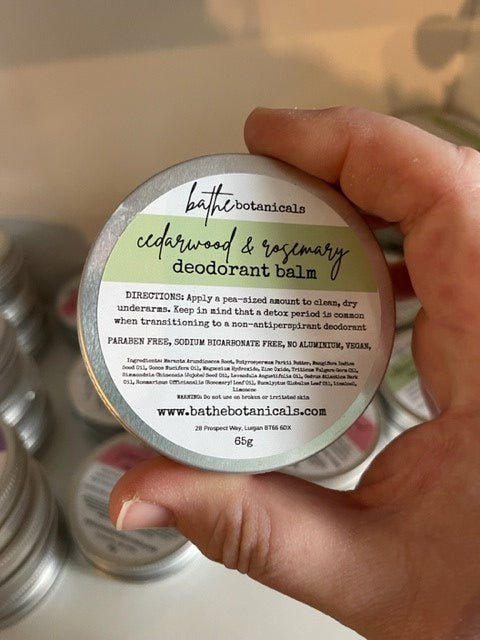 bathe botanicals
cedarwood & rosemary
deodorant balm
DIRECTIONS: Apply a pea-sized amount to clean, dry
underarms. Keep in mind that a detox period is common
when transitioning to a non-antiperspirant deodorant
PARABEN FREE, SODIUM BICARBONATE FREE, NO ALUMINIUM, VEGAN,
Ingredients: Maranta Arundinacea Root, Butyrospermum Parkii Butter, Mangifera Indica
Seed Oil, Cocos Nucifera Oil, Magnesium Hydroxide, Zinc Oxide, Triticum Vulgare Germ Oil,
Simmondsia Chinensis (Jojoba) Seed Oil, Lavandula Angustifolia Oil, Cedrus Atlantica Bark
Oil, Rosmarinus Officinalis (Rosemary) Leaf Oil, Eucalyptus Globulus Leaf Oil, linalool,
Limonene
WARNING: Do not use on broken or irritated skin
www.bathebotanicals.com
28 Prospect Way, Lurgan BT66 6DX
65g